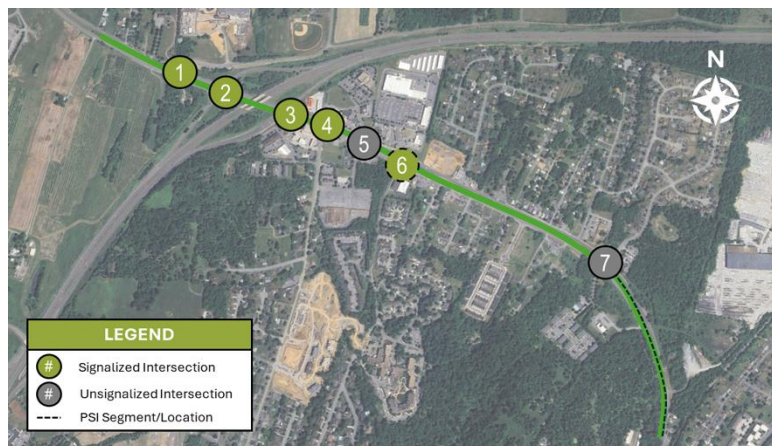 N
1
2
3
4
5
6
7
LEGEND
# Signalized Intersection
# Unsignalized Intersection
PSI Segment/Location